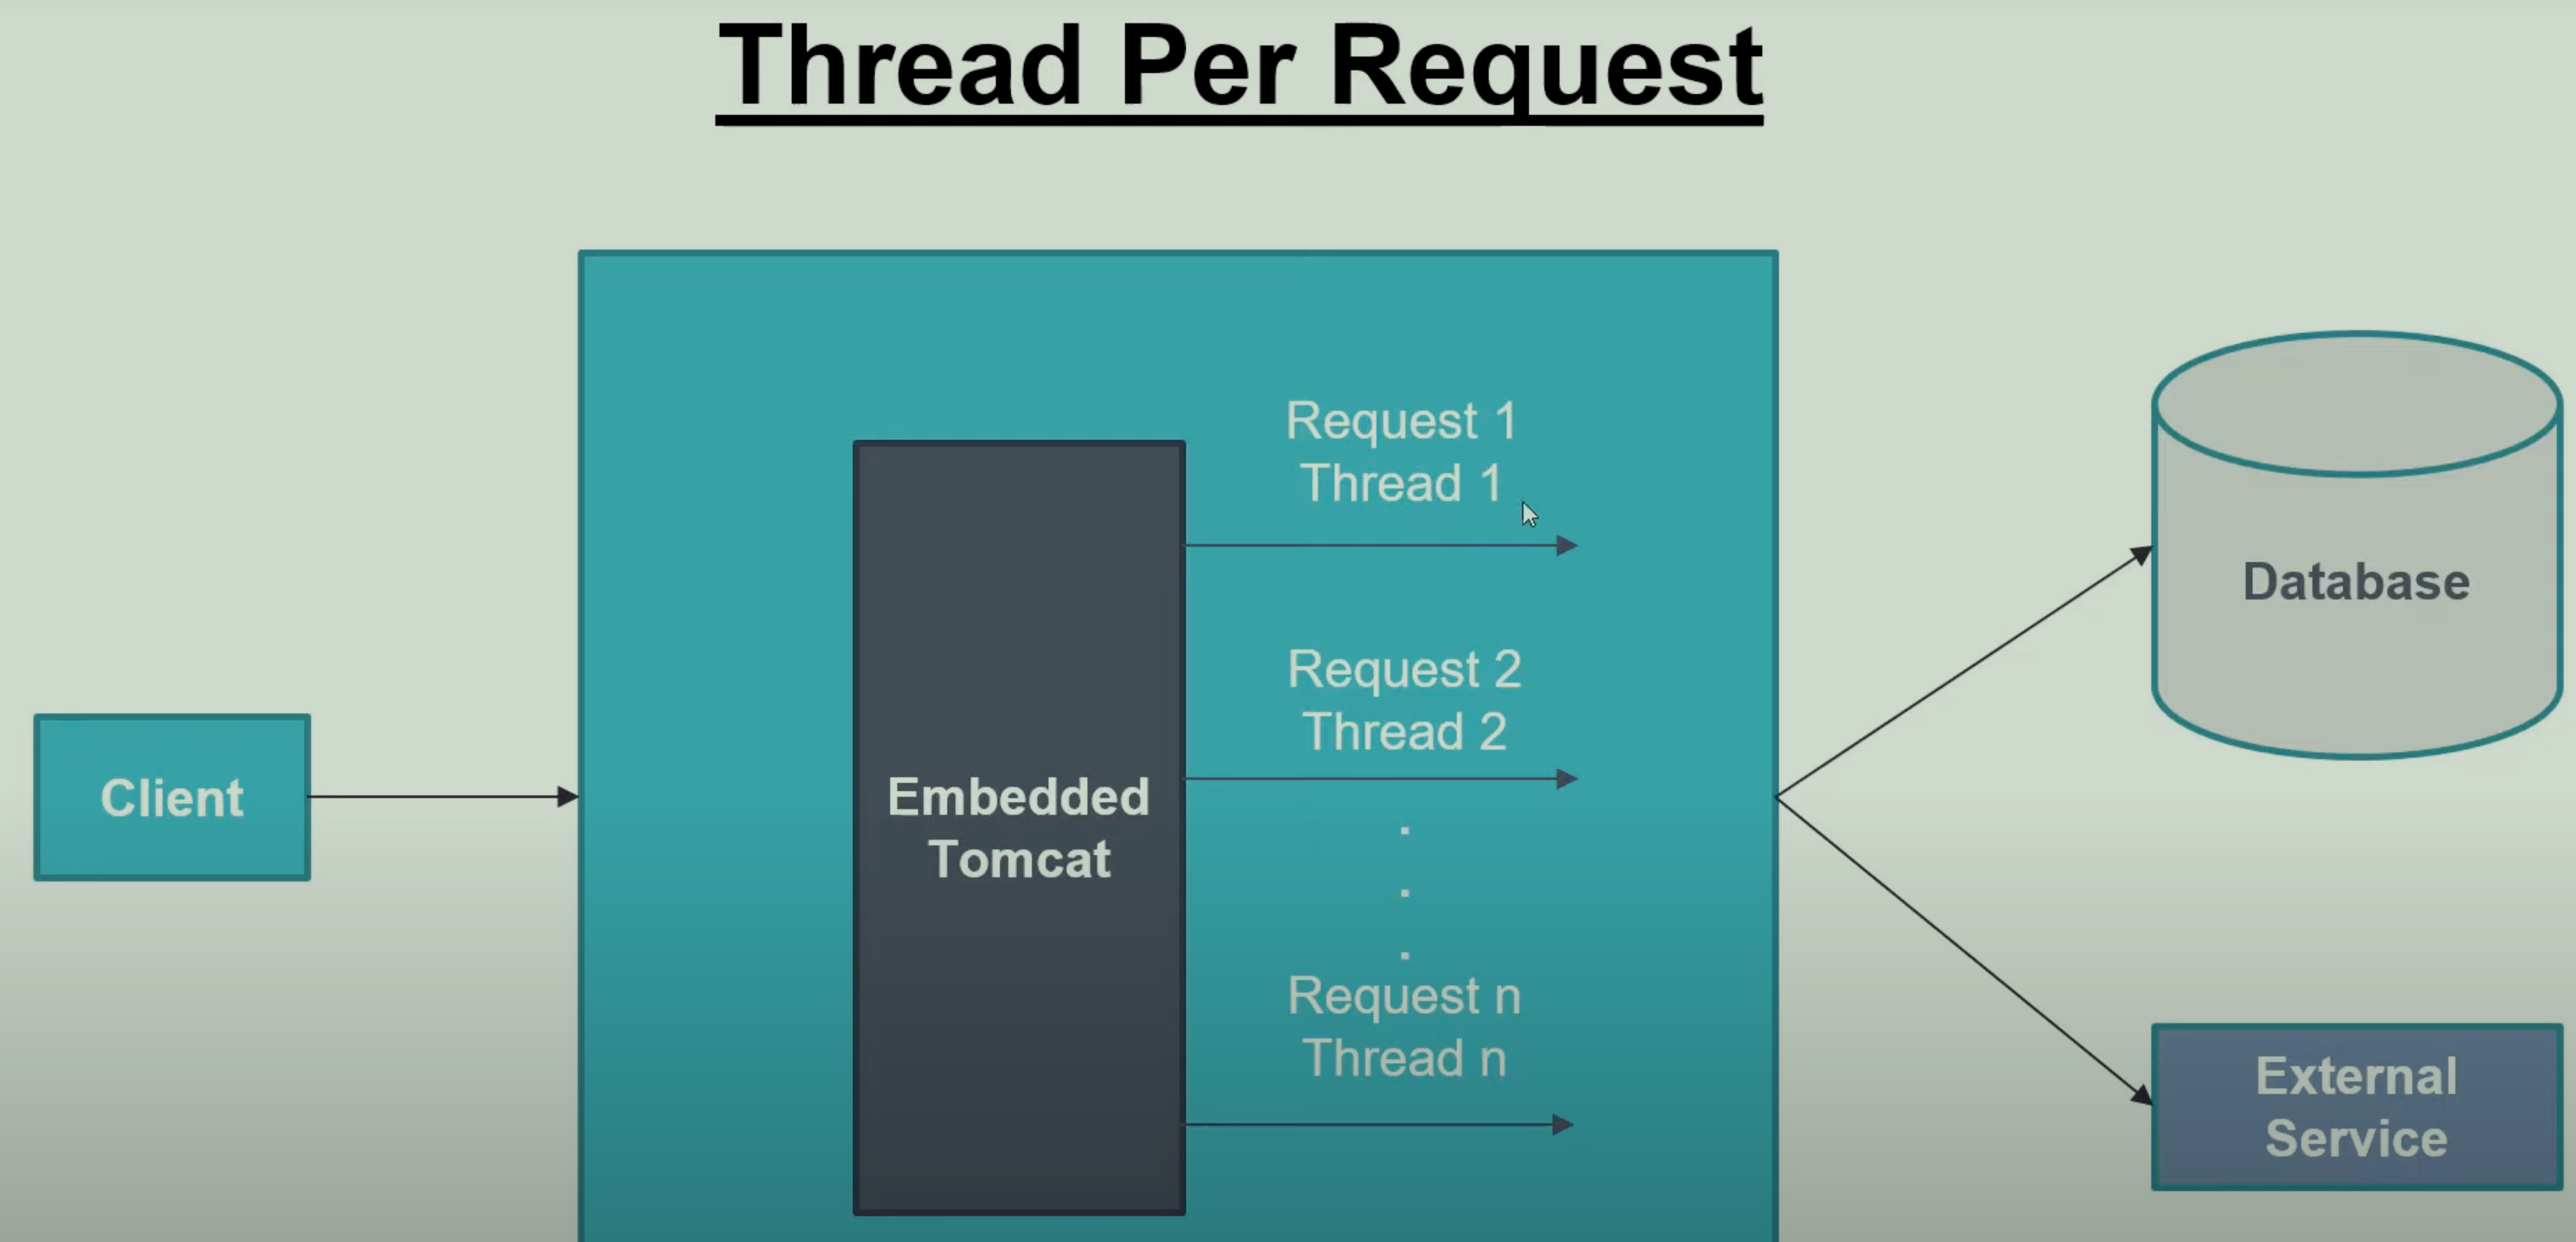 Thread Per Request
Client
Embedded
Tomcat
Request 1
Thread 1
Request 2
Thread 2
.
.
.
Request n
Thread n
Database
External
Service